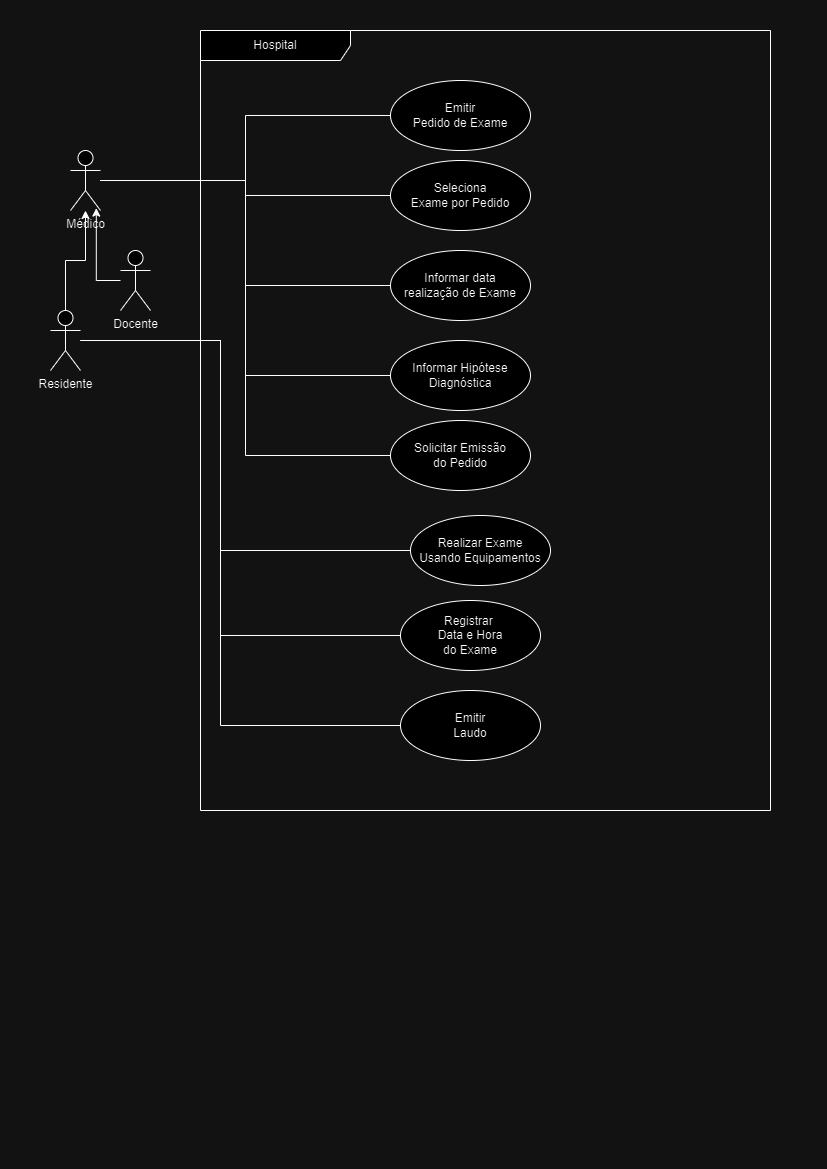 Hospital
Emitir
Pedido de Exame
Seleciona
Exame por Pedido
Médico
Informar data
realização de Exame
Docente
Informar Hipótese
Diagnóstica
Residente
Solicitar Emissão
do Pedido
Realizar Exame
Usando Equipamentos
Registrar
Data e Hora
do Exame
Emitir
Laudo